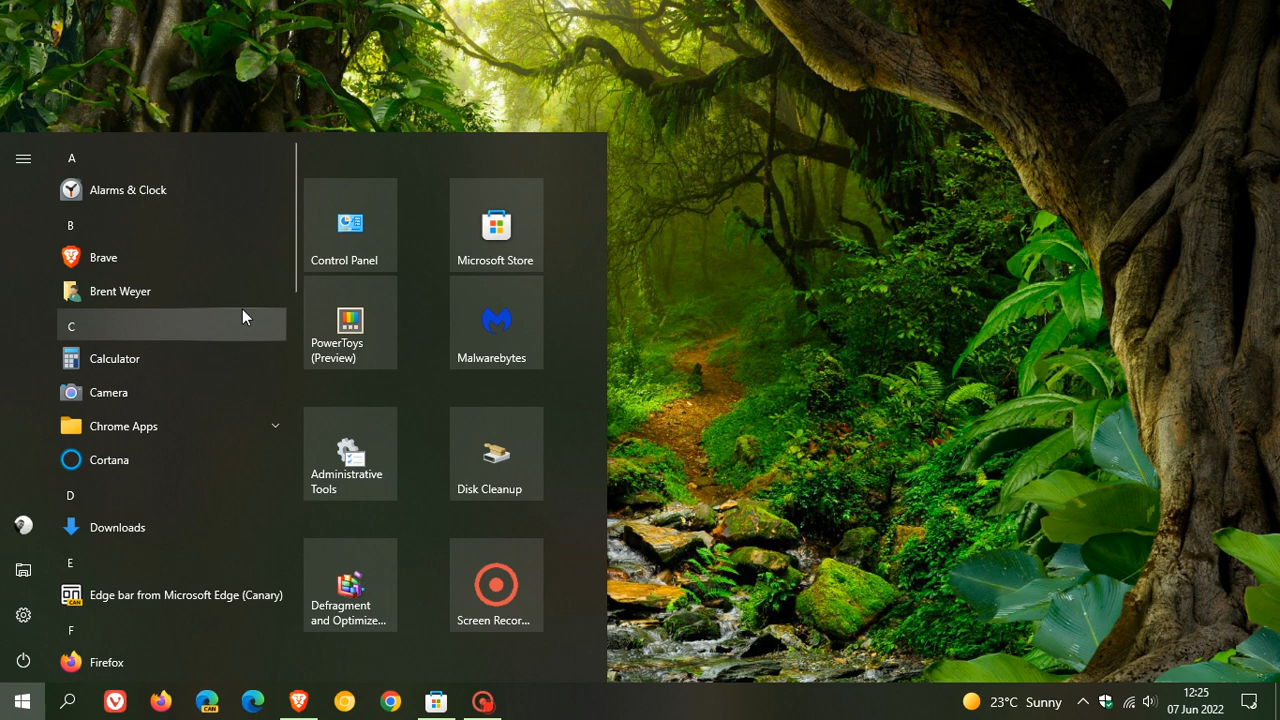 A
Alarms & Clock
B
Brave
Brent Weyer
C
Calculator
Camera
Chrome Apps
Cortana
D
Downloads
E
Edge bar from Microsoft Edge (Canary)
F
Firefox
Control Panel
Microsoft Store
PowerToys
(Preview)
Malwarebytes
Administrative
Tools
Disk Cleanup
Defragment
and Optimize...
Screen Recor...
CAN
CAN
23°C Sunny
12:25
07 Jun 2022